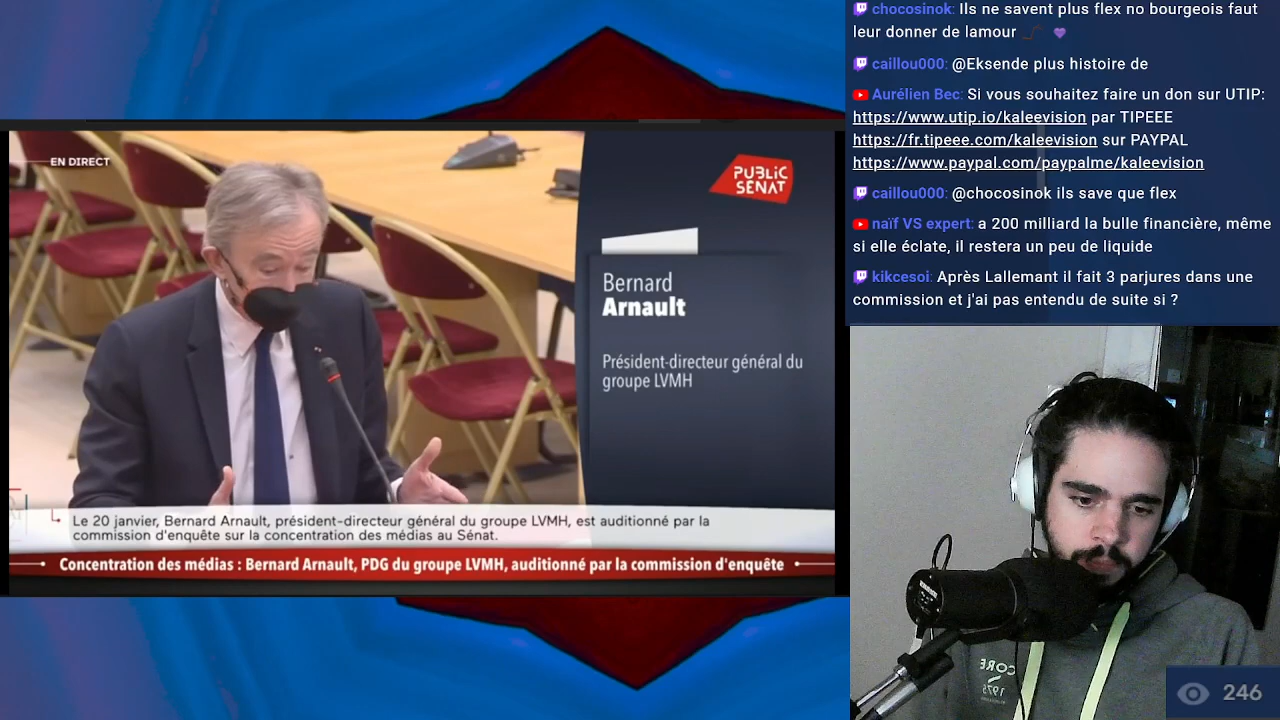 EN DIRECT
PUBLIC
SENAT
Bernard
Arnault
Président-directeur général du
groupe LVMH
Le 20 janvier, Bernard Arnault, président-directeur général du groupe LVMH, est auditionné par la
commission d'enquête sur la concentration des médias au Sénat.
Concentration des médias : Bernard Arnault, PDG du groupe LVMH, auditionné par la commission d'enquête
chocosinok: Ils ne savent plus flex no bourgeois faut
leur donner de lamour
caillou000: @Eksende plus histoire de
Aurélien Bec: Si vous souhaitez faire un don sur UTIP:
https://www.utip.io/kaleevision par TIPEEE
https://fr.tipeee.com/kaleevision sur PAYPAL
https://www.paypal.com/paypalme/kaleevision
caillou000: @chocosinok ils save que flex
naïf VS expert: a 200 milliard la bulle financière, même
si elle éclate, il restera un peu de liquide
kikcesoi: Après Lallemant il fait 3 parjures dans une
commission et j'ai pas entendu de suite si ?
CORE
1975
246